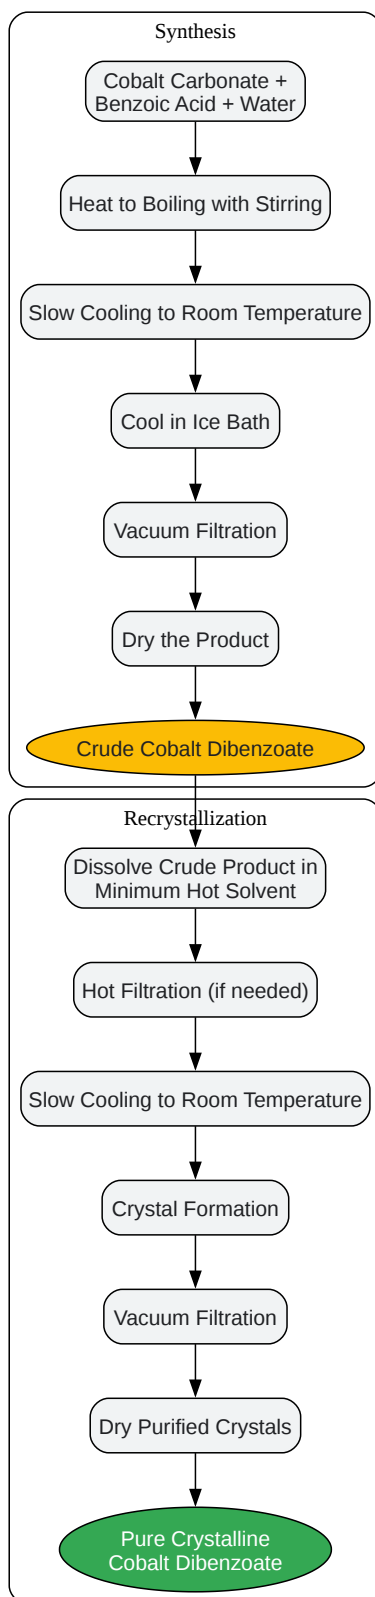 Synthesis
Cobalt Carbonate +
Benzoic Acid + Water
Heat to Boiling with Stirring
Slow Cooling to Room Temperature
Cool in Ice Bath
Vacuum Filtration
Dry the Product
Crude Cobalt Dibenzoate
Recrystallization
Dissolve Crude Product in
Minimum Hot Solvent
Hot Filtration (if needed)
Slow Cooling to Room Temperature
Crystal Formation
Vacuum Filtration
Dry Purified Crystals
Pure Crystalline
Cobalt Dibenzoate